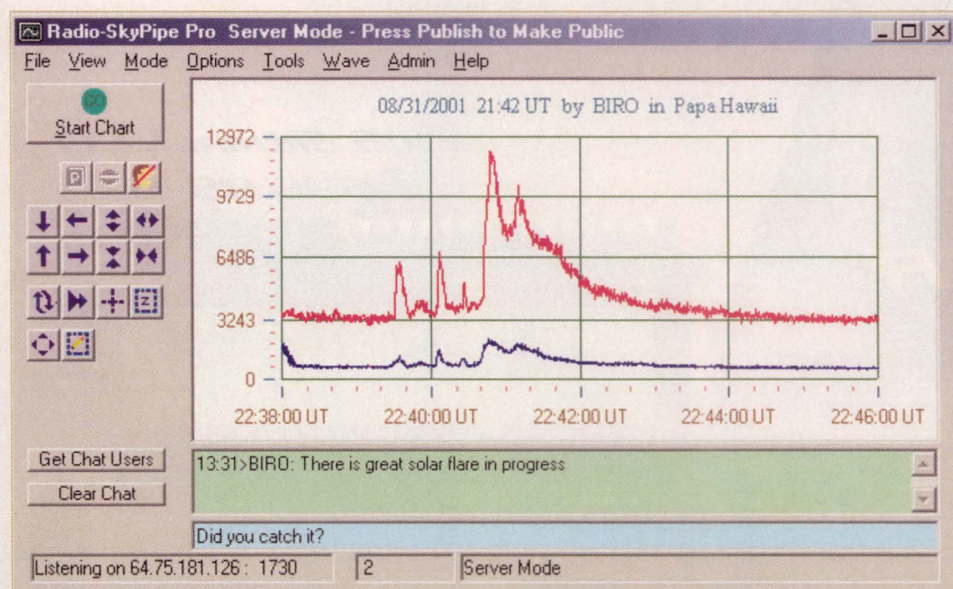 Radio-SkyPipe Pro Server Mode - Press Publish to Make Public
File View Mode Options Tools Wave Admin Help
GO
Start Chart
P
Z
08/31/2001 21:42 UT by BIRO in Papa Hawaii
12972
9729
6486
3243
0
22:38:00 UT 22:40:00 UT 22:42:00 UT 22:44:00 UT 22:46:00 UT
Get Chat Users
Clear Chat
13:31>BIRO: There is great solar flare in progress
Did you catch it?
Listening on 64.75.181.126 : 1730 2 Server Mode